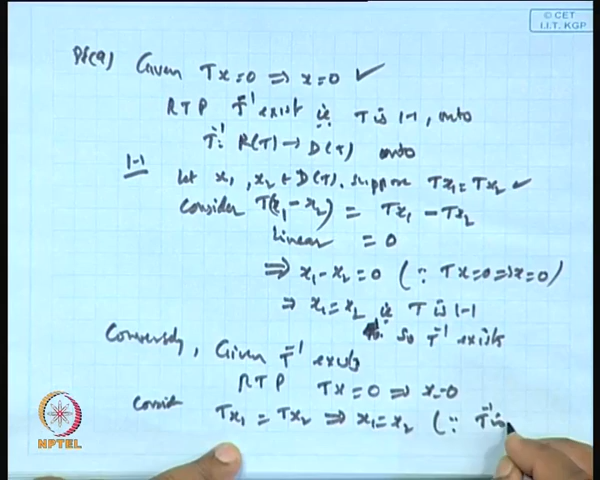 © CET
I.I.T. KGP
Pf(a) Given Tx=0 ⇒ x=0 ✓
RTP T⁻¹ exist i.e. T is 1-1, onto
T⁻¹: R(T) → D(T) onto
1-1
Let x₁, x₂ ∈ D(T). Suppose Tx₁ = Tx₂ ✓
Consider T(x₁ - x₂) = Tx₁ - Tx₂
linear = 0
⇒ x₁ - x₂ = 0 (∵ Tx=0 ⇒ x=0)
⇒ x₁ = x₂ i.e. T is 1-1
So T⁻¹ exists
Conversely, Given T⁻¹ exists
RTP Tx=0 ⇒ x=0
Consider Tx₁ = Tx₂ ⇒ x₁ = x₂ (∵ T⁻¹ is
NPTEL